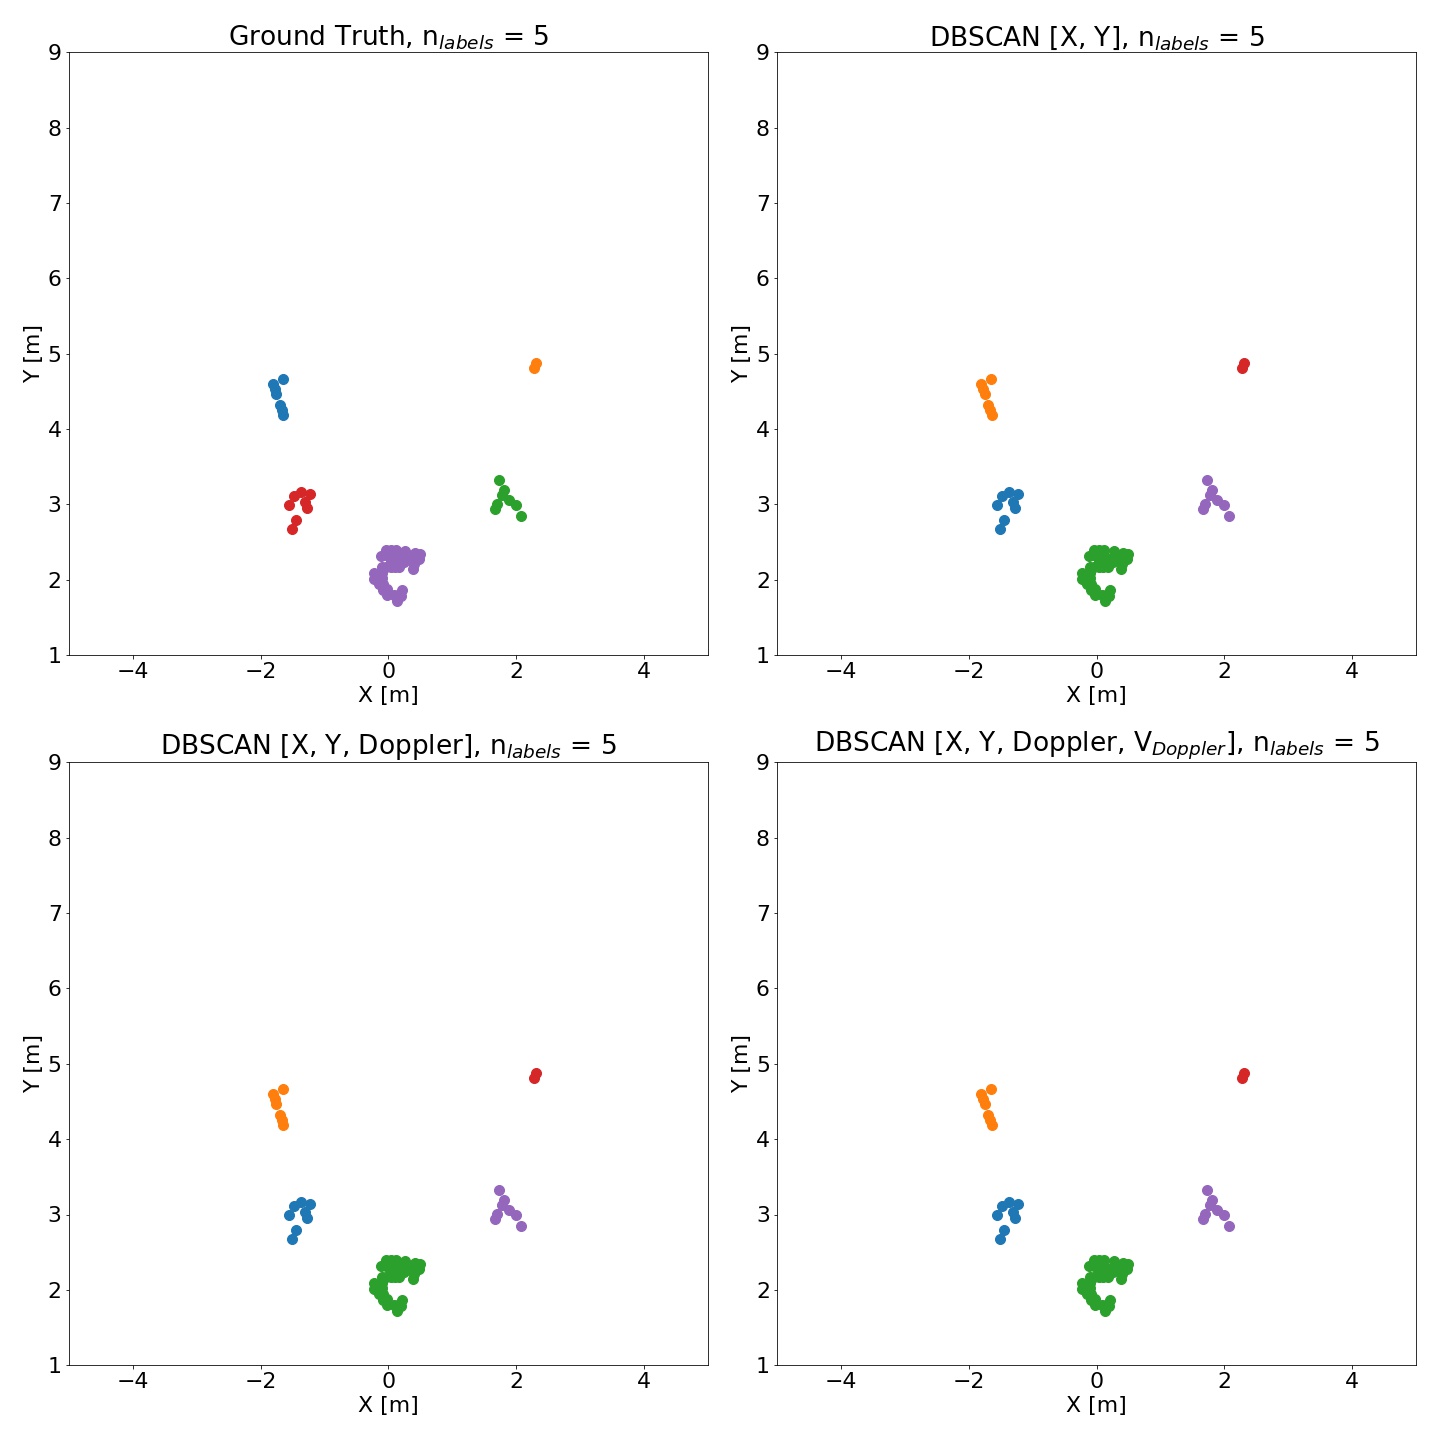 Ground Truth, n_labels = 5
9
8
7
6
5
4
3
2
1
Y [m]
−4 −2 0 2 4
X [m]
DBSCAN [X, Y], n_labels = 5
9
8
7
6
5
4
3
2
1
Y [m]
−4 −2 0 2 4
X [m]
DBSCAN [X, Y, Doppler], n_labels = 5
9
8
7
6
5
4
3
2
1
Y [m]
−4 −2 0 2 4
X [m]
DBSCAN [X, Y, Doppler, V_Doppler], n_labels = 5
9
8
7
6
5
4
3
2
1
Y [m]
−4 −2 0 2 4
X [m]